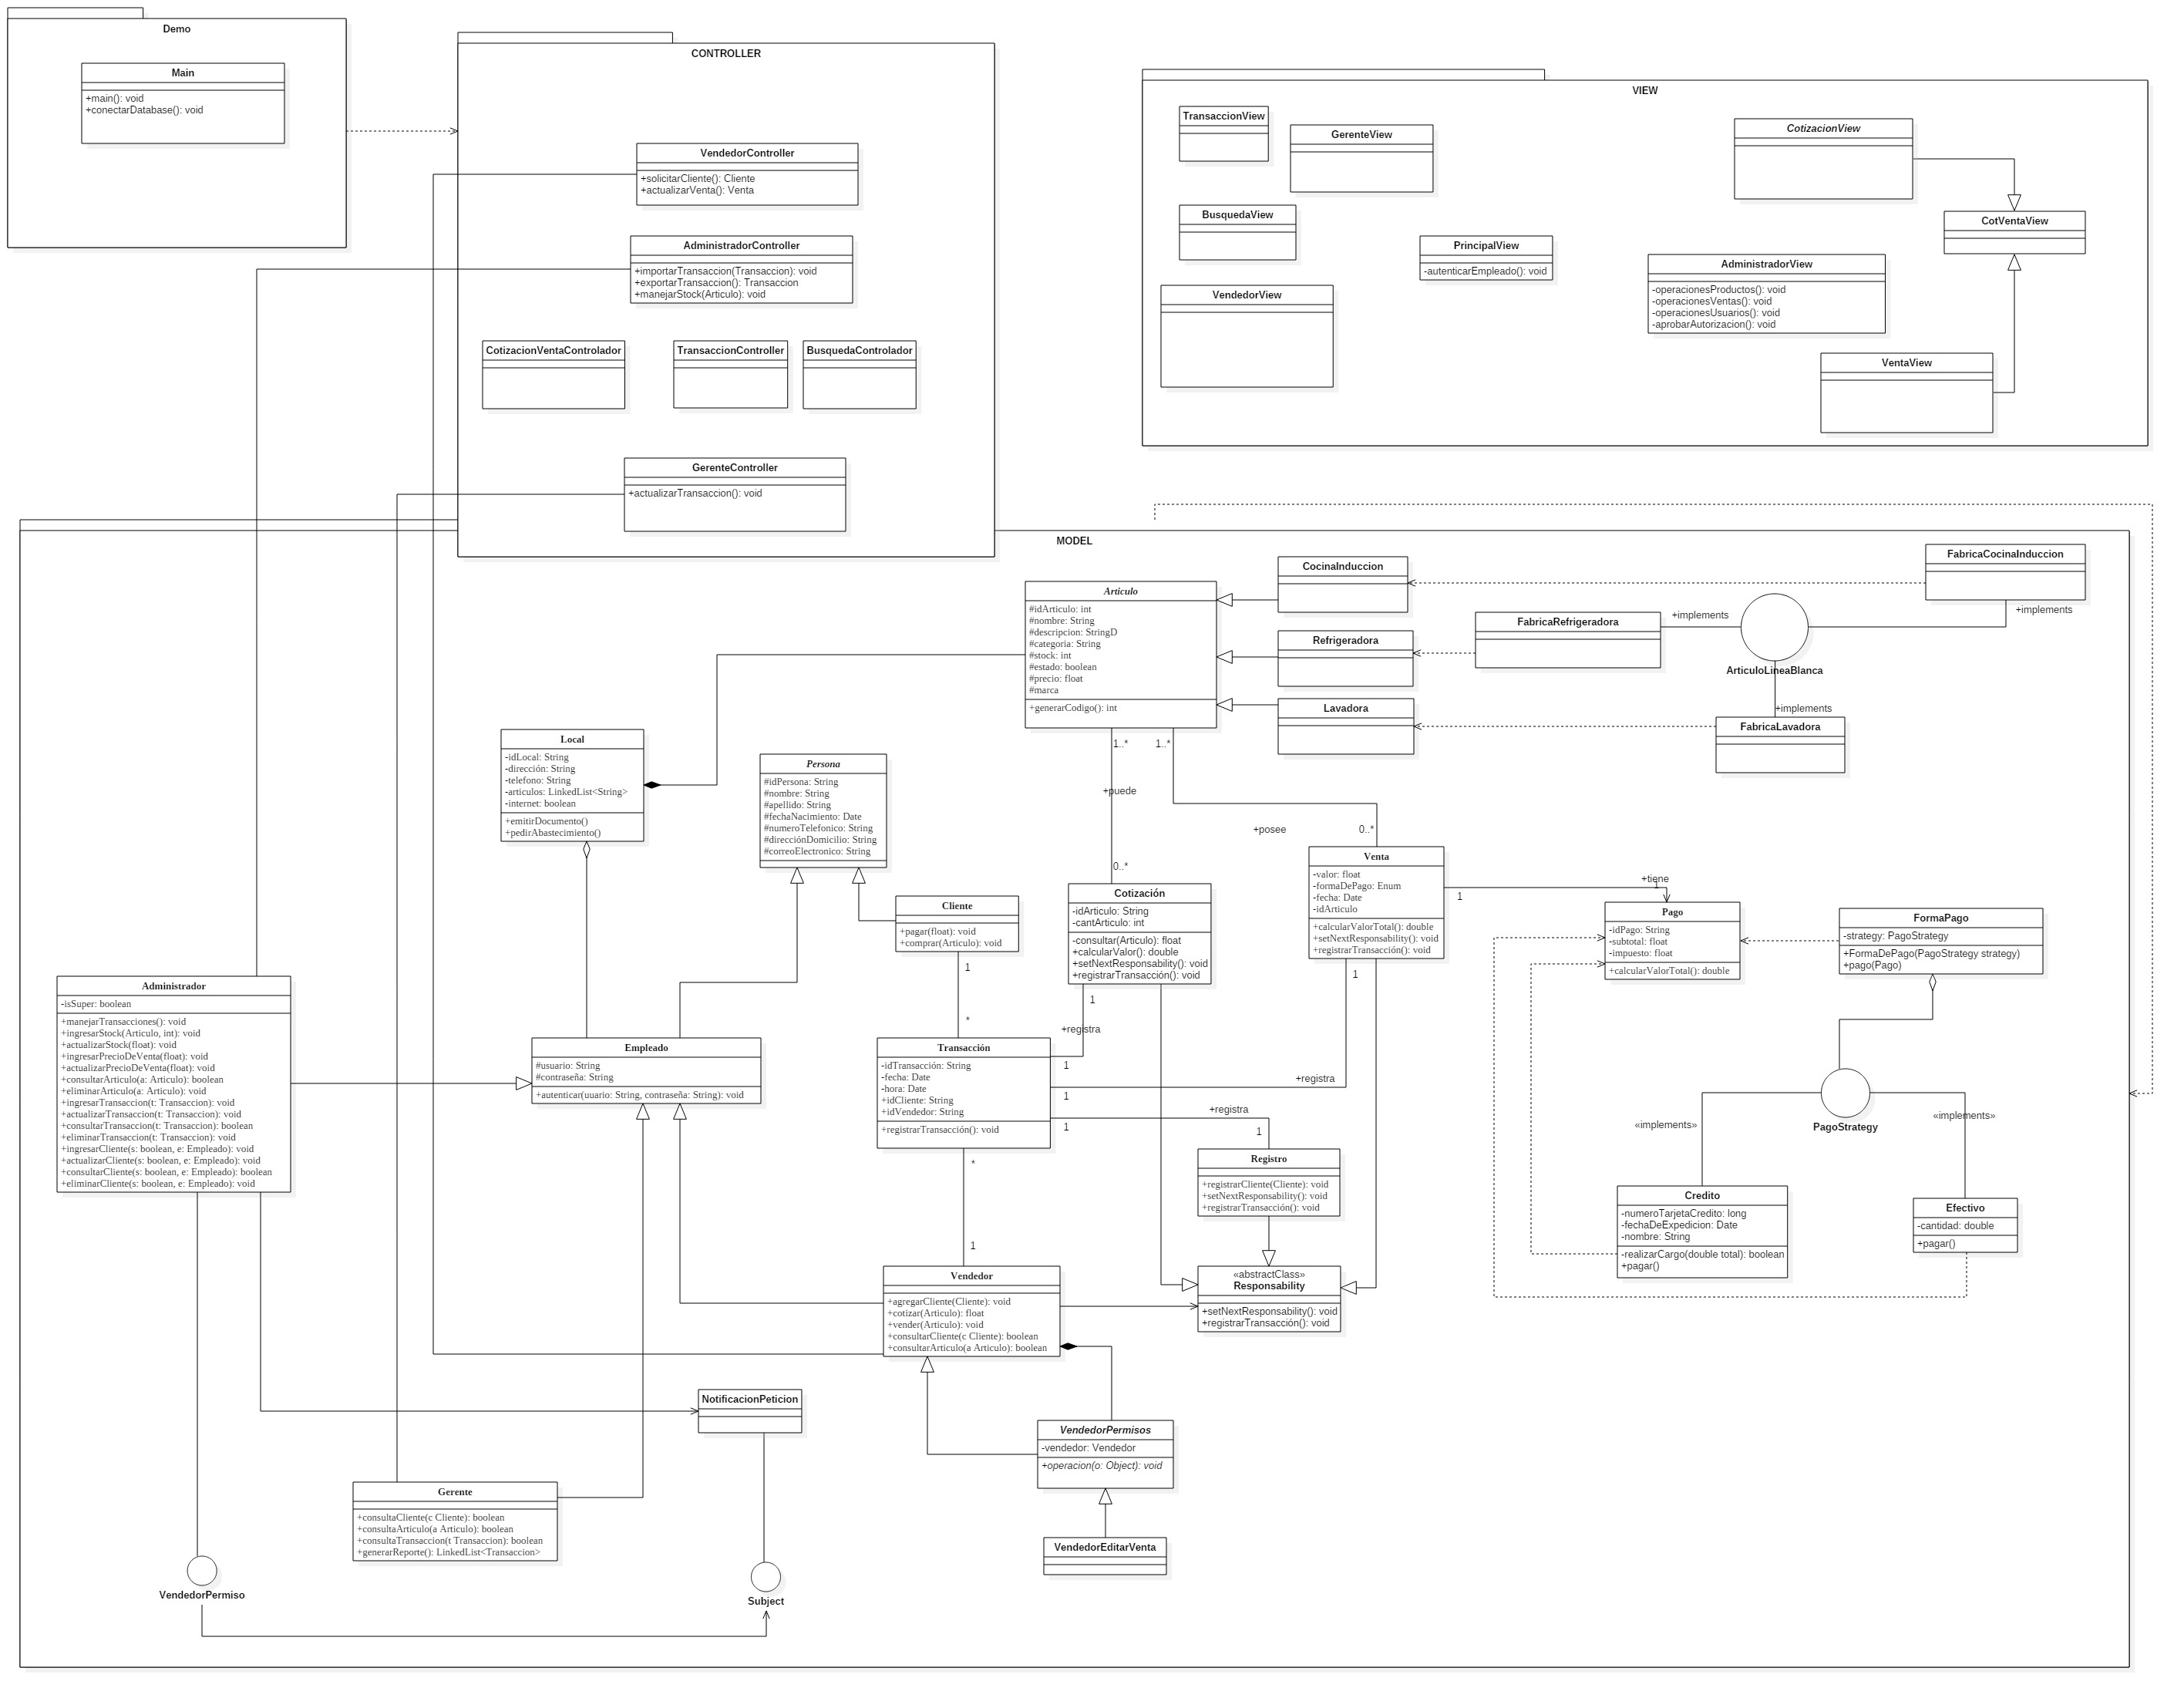 Demo
Main
+main(): void
+conectarDatabase(): void
CONTROLLER
VendedorController
+solicitarCliente(): Cliente
+actualizarVenta(): Venta
AdministradorController
+importarTransaccion(Transaccion): void
+exportarTransaccion(): Transaccion
+manejarStock(Articulo): void
CotizacionVentaControlador
TransaccionController
BusquedaControlador
GerenteController
+actualizarTransaccion(): void
VIEW
TransaccionView
GerenteView
CotizacionView
BusquedaView
PrincipalView
-autenticarEmpleado(): void
CotVentaView
AdministradorView
-operacionesProductos(): void
-operacionesVentas(): void
-operacionesUsuarios(): void
-aprobarAutorizacion(): void
VendedorView
VentaView
MODEL
Articulo
#idArticulo: int
#nombre: String
#descripcion: StringD
#categoria: String
#stock: int
#estado: boolean
#precio: float
#marca
+generarCodigo(): int
CocinaInduccion
Refrigeradora
Lavadora
FabricaCocinaInduccion
FabricaRefrigeradora
+implements
+implements
ArticuloLineaBlanca
+implements
FabricaLavadora
Local
-idLocal: String
-dirección: String
-telefono: String
-articulos: LinkedList<String>
-internet: boolean
+emitirDocumento()
+pedirAbastecimiento()
Persona
#idPersona: String
#nombre: String
#apellido: String
#fechaNacimiento: Date
#numeroTelefonico: String
#direcciónDomicilio: String
#correoElectronico: String
1..*
1..*
+puede
+posee
0..*
0..*
Cliente
+pagar(float): void
+comprar(Articulo): void
1
*
Cotización
-idArticulo: String
-cantArticulo: int
-consultar(Articulo): float
+calcularValor(): double
+setNextResponsability(): void
+registrarTransacción(): void
Venta
-valor: float
-formaDePago: Enum
-fecha: Date
-idArticulo
+calcularValorTotal(): double
+setNextResponsability(): void
+registrarTransacción(): void
+tiene
1
1
Pago
-idPago: String
-subtotal: float
-impuesto: float
+calcularValorTotal(): double
FormaPago
-strategy: PagoStrategy
+FormaDePago(PagoStrategy strategy)
+pago(Pago)
Administrador
-isSuper: boolean
+manejarTransacciones(): void
+ingresarStock(Articulo, int): void
+actualizarStock(float): void
+ingresarPrecioDeVenta(float): void
+actualizarPrecioDeVenta(float): void
+consultarArticulo(a: Articulo): boolean
+eliminarArticulo(a: Articulo): void
+ingresarTransaccion(t: Transaccion): void
+actualizarTransaccion(t: Transaccion): void
+consultarTransaccion(t: Transaccion): boolean
+eliminarTransaccion(t: Transaccion): void
+ingresarCliente(s: boolean, e: Empleado): void
+actualizarCliente(s: boolean, e: Empleado): void
+consultarCliente(s: boolean, e: Empleado): boolean
+eliminarCliente(s: boolean, e: Empleado): void
Empleado
#usuario: String
#contraseña: String
+autenticar(uuario: String, contraseña: String): void
Transacción
-idTransacción: String
-fecha: Date
-hora: Date
+idCliente: String
+idVendedor: String
+registrarTransacción(): void
1
+registra
1
1
+registra
1
+registra
1
1
*
1
Registro
+registrarCliente(Cliente): void
+setNextResponsability(): void
+registrarTransacción(): void
«abstractClass»
Responsability
+setNextResponsability(): void
+registrarTransacción(): void
PagoStrategy
«implements»
«implements»
Credito
-numeroTarjetaCredito: long
-fechaDeExpedicion: Date
-nombre: String
-realizarCargo(double total): boolean
+pagar()
Efectivo
-cantidad: double
+pagar()
Vendedor
+agregarCliente(Cliente): void
+cotizar(Articulo): float
+vender(Articulo): void
+consultarCliente(c Cliente): boolean
+consultarArticulo(a Articulo): boolean
NotificacionPeticion
VendedorPermisos
-vendedor: Vendedor
+operacion(o: Object): void
Gerente
+consultaCliente(c Cliente): boolean
+consultaArticulo(a Articulo): boolean
+consultaTransaccion(t Transaccion): boolean
+generarReporte(): LinkedList<Transaccion>
VendedorEditarVenta
VendedorPermiso
Subject